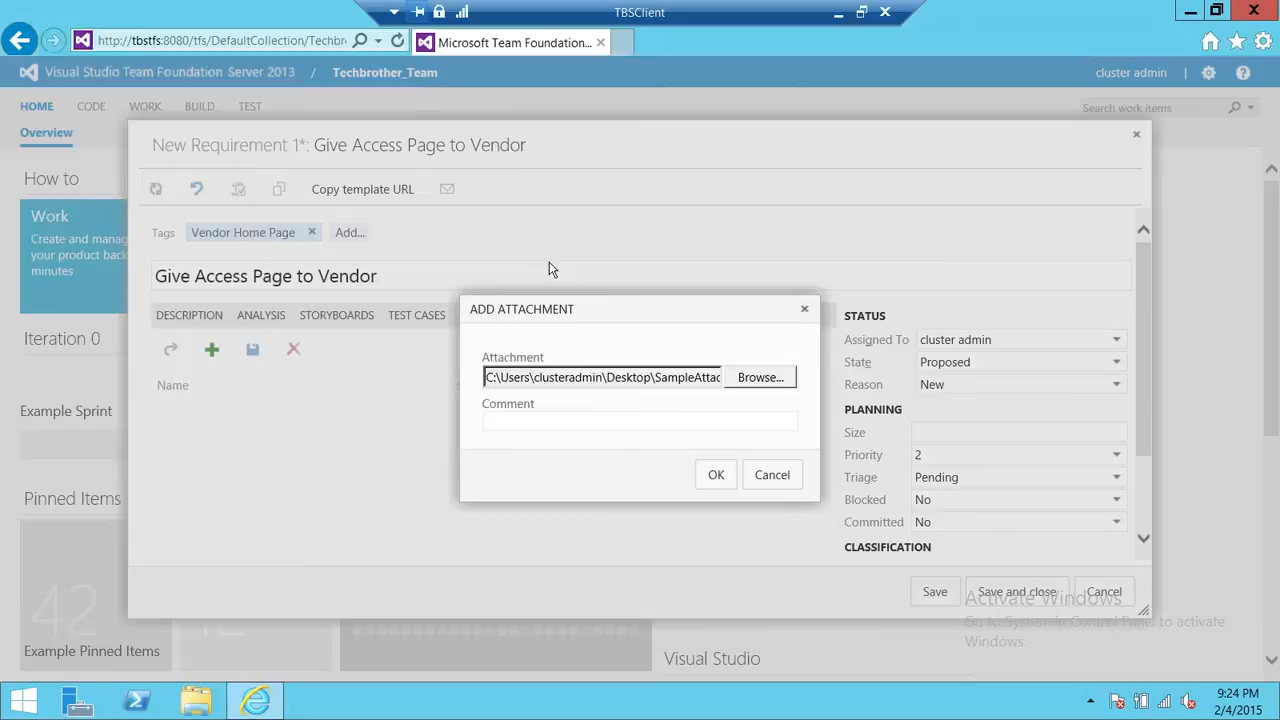 TBSClient
http://tbstfs:8080/tfs/DefaultCollection/Techbro
Microsoft Team Foundation...
Visual Studio Team Foundation Server 2013 / Techbrother_Team
cluster admin
HOME CODE WORK BUILD TEST
Search work items
Overview
New Requirement 1*: Give Access Page to Vendor
How to
Copy template URL
Work
Create and manag
your product back
minutes
Tags Vendor Home Page Add...
Give Access Page to Vendor
DESCRIPTION ANALYSIS STORYBOARDS TEST CASES
ADD ATTACHMENT
STATUS
Assigned To cluster admin
State Proposed
Reason New
Iteration 0
Name
Attachment
C:\Users\clusteradmin\Desktop\SampleAttac
Browse...
Comment
OK Cancel
PLANNING
Size
Priority 2
Triage Pending
Blocked No
Committed No
CLASSIFICATION
Example Sprint
Pinned Items
Save Save and close Cancel
Activate Windows
Go to System in Control Panel to activate
Windows.
42
Example Pinned Items
Visual Studio
9:24 PM
2/4/2015